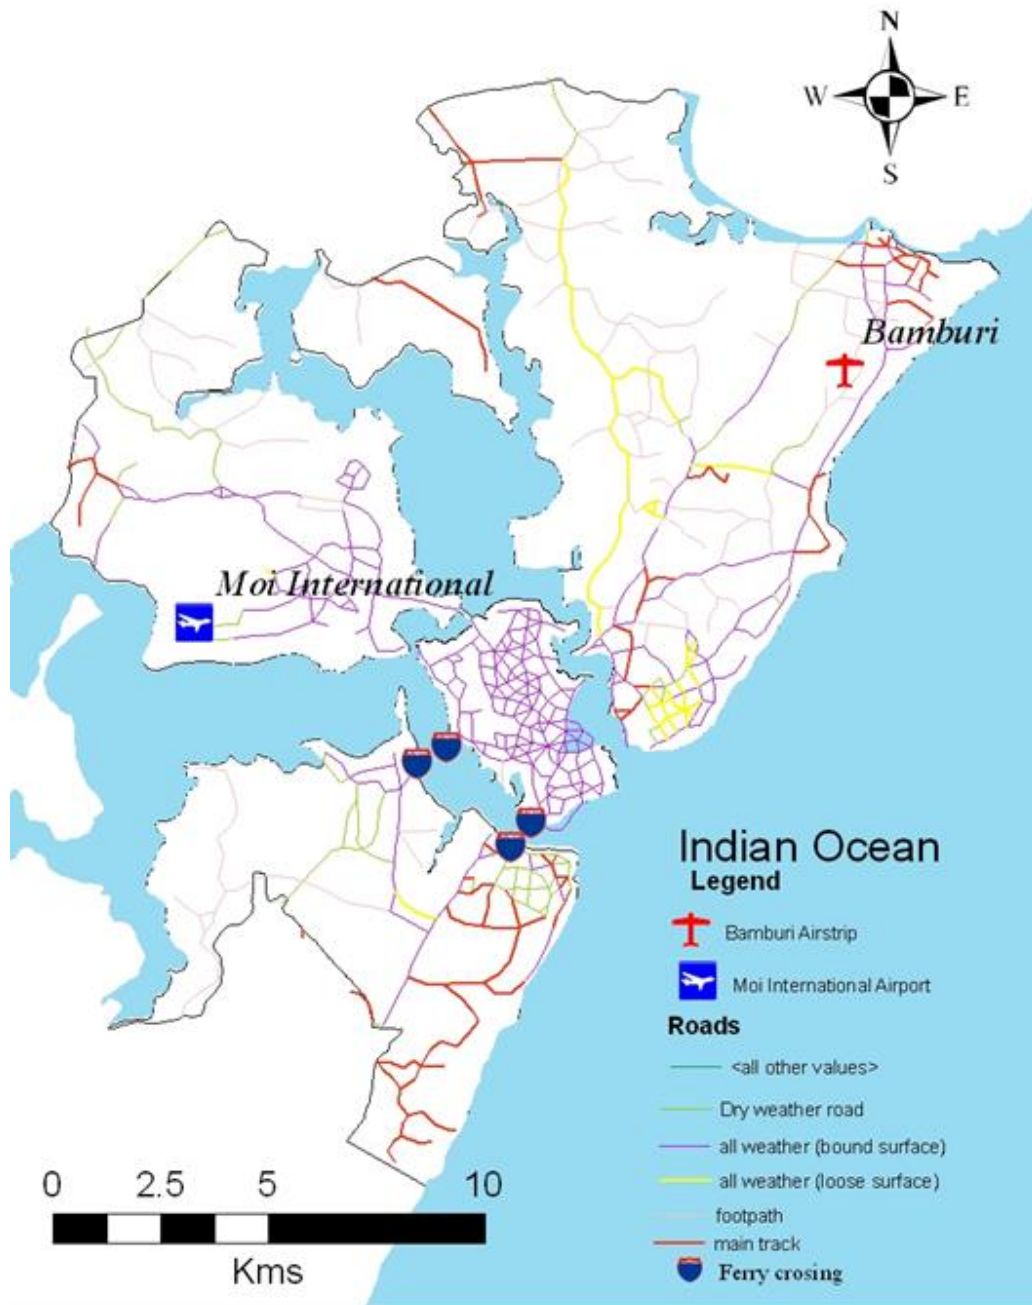 N
W E
S
Bamburi
Moi International
Indian Ocean
Legend
Bamburi Airstrip
Moi International Airport
Roads
<all other values>
Dry weather road
all weather (bound surface)
all weather (loose surface)
footpath
main track
Ferry crosing
0 2.5 5 10
Kms